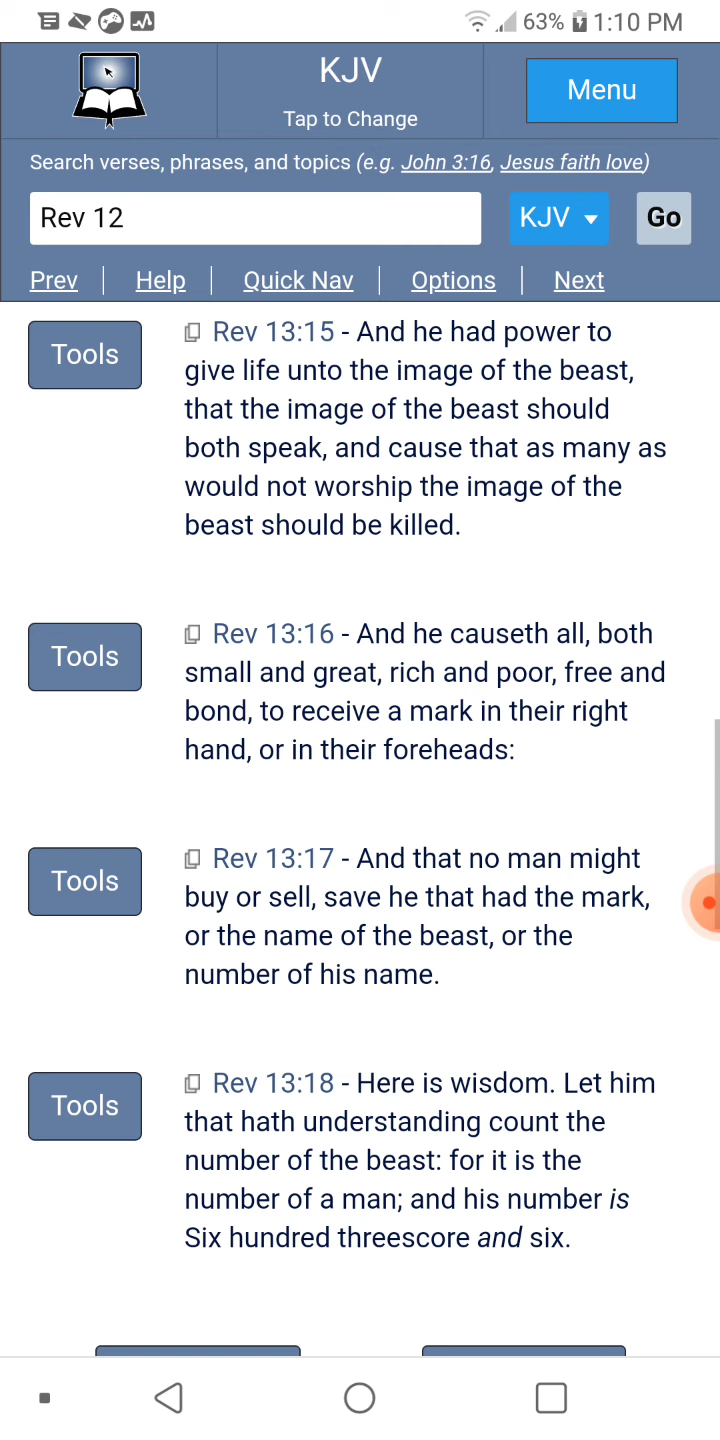 63% 1:10 PM
KJV
Tap to Change
Menu
Search verses, phrases, and topics (e.g. John 3:16, Jesus faith love)
Rev 12
KJV
Go
Prev
Help
Quick Nav
Options
Next
Tools
Rev 13:15 - And he had power to
give life unto the image of the beast,
that the image of the beast should
both speak, and cause that as many as
would not worship the image of the
beast should be killed.
Tools
Rev 13:16 - And he causeth all, both
small and great, rich and poor, free and
bond, to receive a mark in their right
hand, or in their foreheads:
Tools
Rev 13:17 - And that no man might
buy or sell, save he that had the mark,
or the name of the beast, or the
number of his name.
Tools
Rev 13:18 - Here is wisdom. Let him
that hath understanding count the
number of the beast: for it is the
number of a man; and his number is
Six hundred threescore and six.